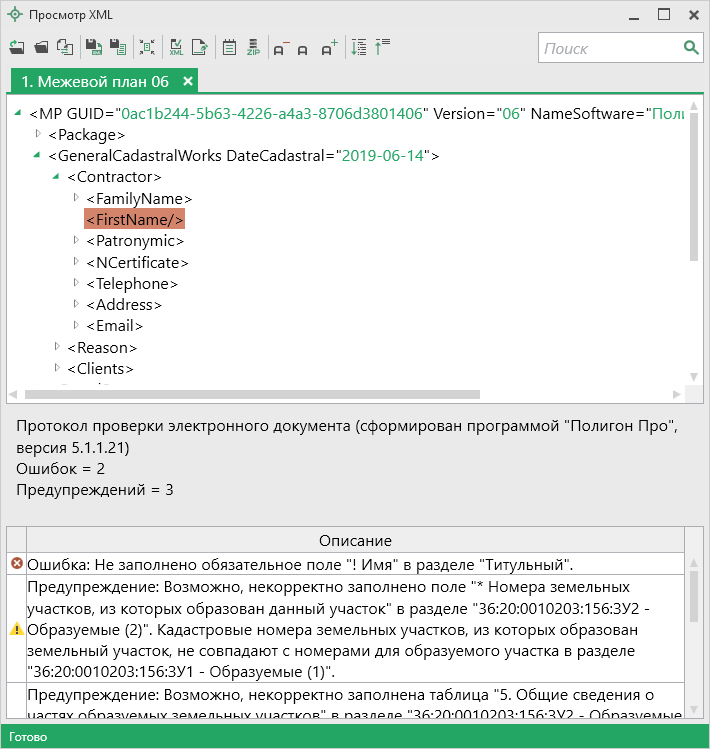 Просмотр XML
XML
ZIP
Поиск
1. Межевой план 06
<MP GUID="0ac1b244-5b63-4226-a4a3-8706d3801406" Version="06" NameSoftware="Поли
<Package>
<GeneralCadastralWorks DateCadastral="2019-06-14">
<Contractor>
<FamilyName>
<FirstName/>
<Patronymic>
<NCertificate>
<Telephone>
<Address>
<Email>
<Reason>
<Clients>
Протокол проверки электронного документа (сформирован программой "Полигон Про",
версия 5.1.1.21)
Ошибок = 2
Предупреждений = 3
Описание
Ошибка: Не заполнено обязательное поле "! Имя" в разделе "Титульный".
Предупреждение: Возможно, некорректно заполнено поле "* Номера земельных
участков, из которых образован данный участок" в разделе "36:20:0010203:156:ЗУ2 -
Образуемые (2)". Кадастровые номера земельных участков, из которых образован
земельный участок, не совпадают с номерами для образуемого участка в разделе
"36:20:0010203:156:ЗУ1 - Образуемые (1)".
Предупреждение: Возможно, некорректно заполнена таблица "5. Общие сведения о
частях образуемых земельных участков" в разделе "36:20:0010203:156:ЗУ2 - Образуемые
Готово